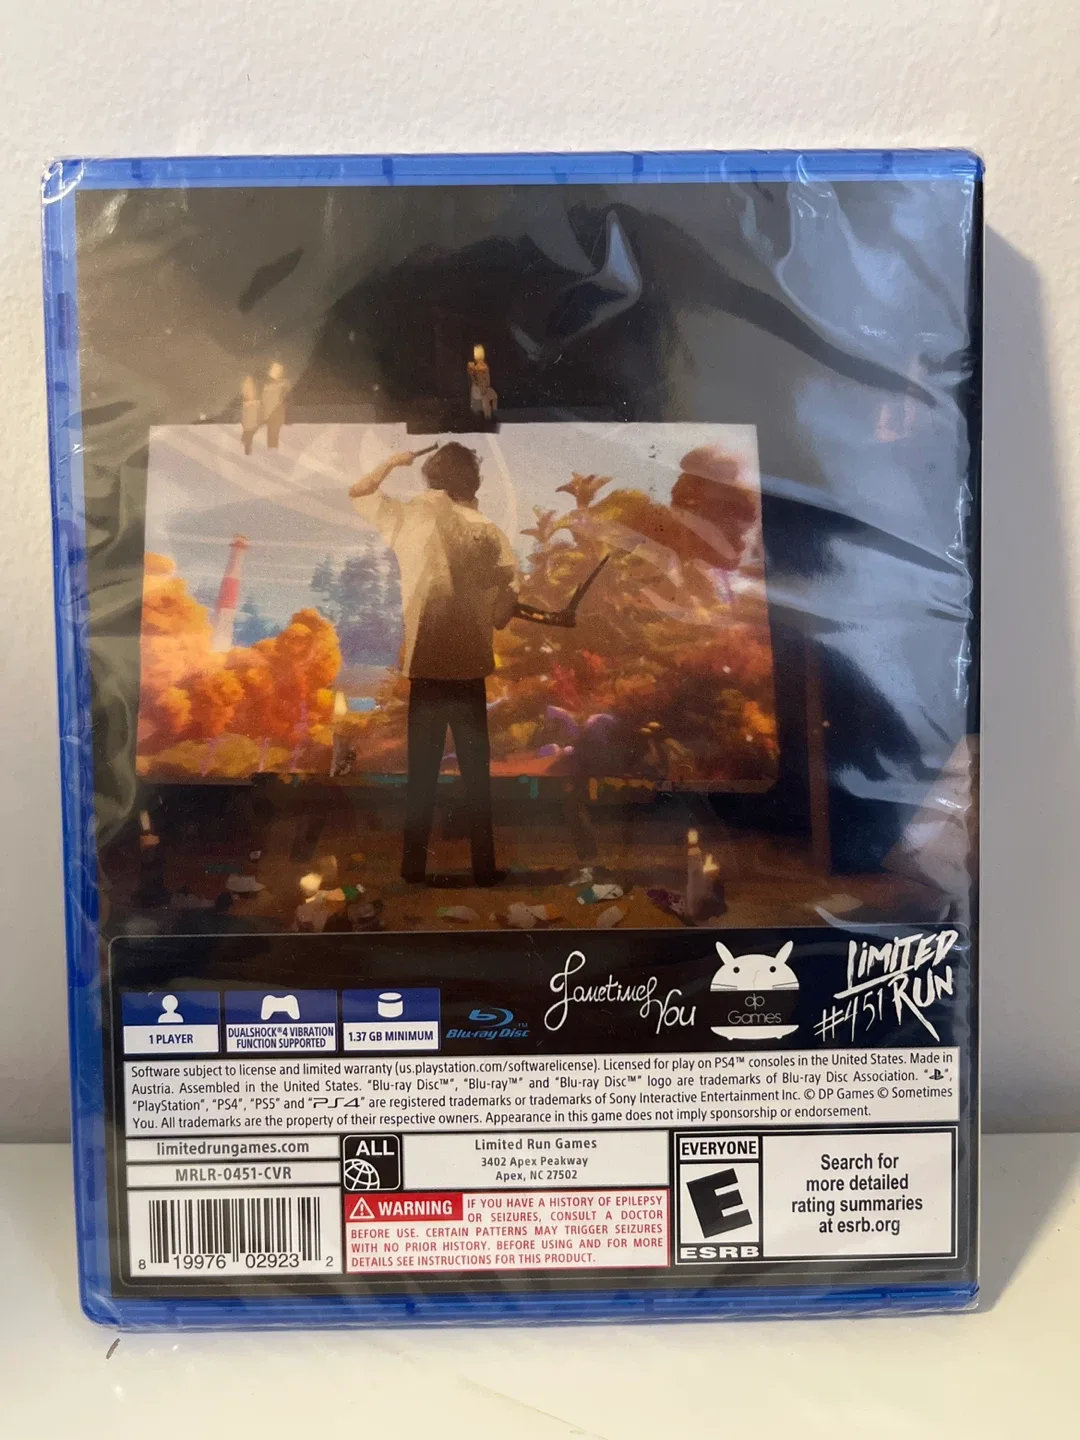 Sometimes You
dp
Games
LIMITED
RUN
#451
1 PLAYER
DUALSHOCK®4 VIBRATION
FUNCTION SUPPORTED
1.37 GB MINIMUM
Blu-ray Disc™
Software subject to license and limited warranty (us.playstation.com/softwarelicense). Licensed for play on PS4™ consoles in the United States. Made in
Austria. Assembled in the United States. "Blu-ray Disc™", "Blu-ray™" and "Blu-ray Disc™" logo are trademarks of Blu-ray Disc Association. " ",
"PlayStation", "PS4", "PS5" and "PS4" are registered trademarks or trademarks of Sony Interactive Entertainment Inc. © DP Games © Sometimes
You. All trademarks are the property of their respective owners. Appearance in this game does not imply sponsorship or endorsement.
limitedrungames.com
MRLR-0451-CVR
ALL
Limited Run Games
3402 Apex Peakway
Apex, NC 27502
8 19976 02923 2
WARNING IF YOU HAVE A HISTORY OF EPILEPSY
OR SEIZURES, CONSULT A DOCTOR
BEFORE USE. CERTAIN PATTERNS MAY TRIGGER SEIZURES
WITH NO PRIOR HISTORY. BEFORE USING AND FOR MORE
DETAILS SEE INSTRUCTIONS FOR THIS PRODUCT.
EVERYONE
E
ESRB
Search for
more detailed
rating summaries
at esrb.org